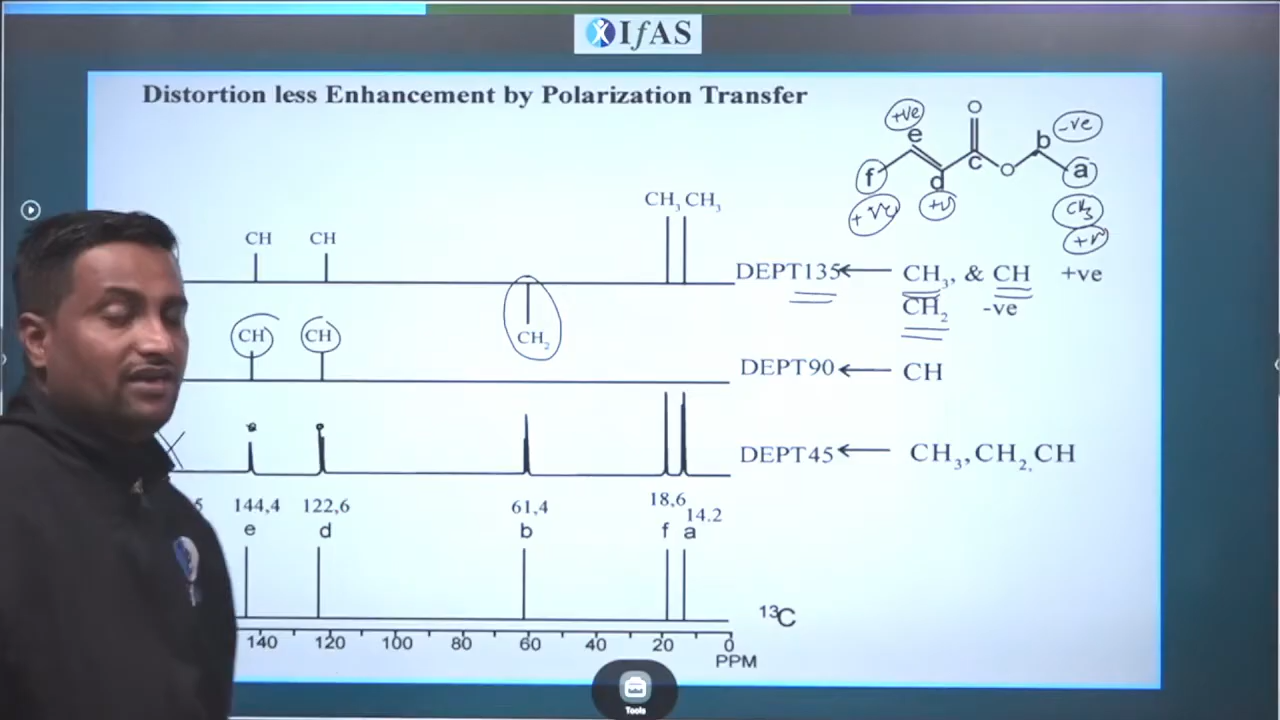 IfAS
Distortion less Enhancement by Polarization Transfer
O
+ve
e
b
-ve
f
d
c
O
a
+ve
+v
CH3
+v
CH3 CH3
CH CH
DEPT135 CH3, & CH +ve
CH2 -ve
CH2
CH CH
DEPT90 CH
DEPT45 CH3, CH2, CH
5 144,4 122,6 61,4 18,6 14.2
e d b f a
13C
140 120 100 80 60 40 20 0
PPM
Tools